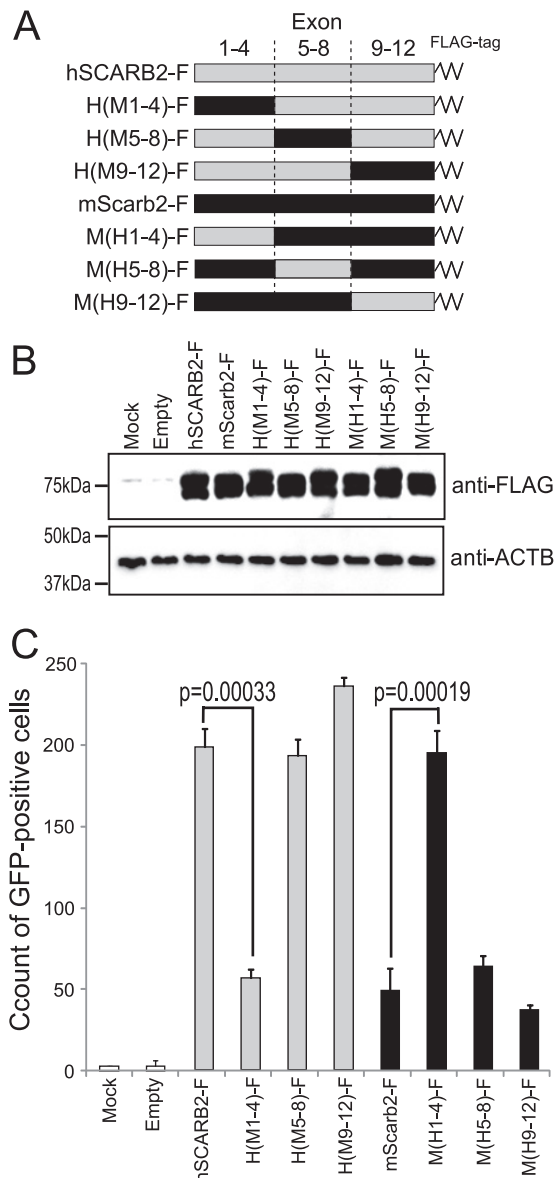 A
Exon
1-4 5-8 9-12 FLAG-tag
hSCARB2-F
H(M1-4)-F
H(M5-8)-F
H(M9-12)-F
mScarb2-F
M(H1-4)-F
M(H5-8)-F
M(H9-12)-F
B
Mock
Empty
hSCARB2-F
mScarb2-F
H(M1-4)-F
H(M5-8)-F
H(M9-12)-F
M(H1-4)-F
M(H5-8)-F
M(H9-12)-F
75kDa
anti-FLAG
50kDa
37kDa
anti-ACTB
C
Ccount of GFP-positive cells
250
200
150
100
50
0
p=0.00033
p=0.00019
Mock
Empty
hSCARB2-F
H(M1-4)-F
H(M5-8)-F
H(M9-12)-F
mScarb2-F
M(H1-4)-F
M(H5-8)-F
M(H9-12)-F